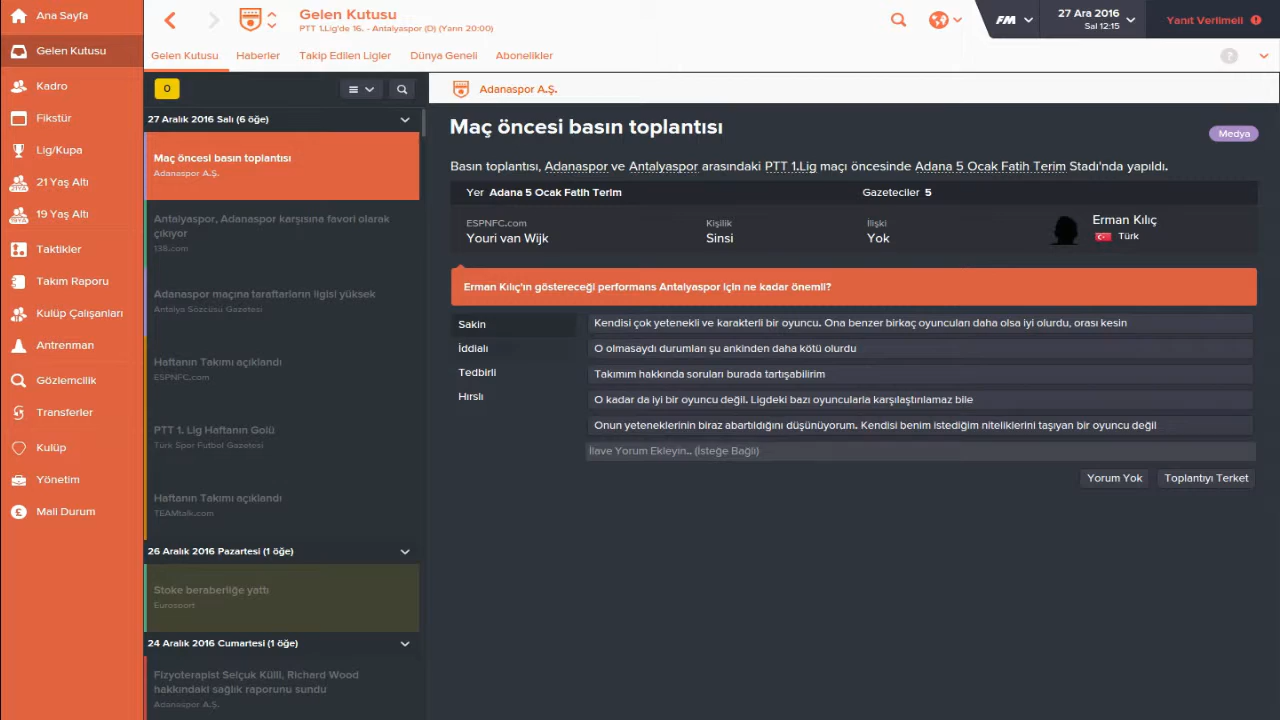 Ana Sayfa
Gelen Kutusu
Kadro
Fikstür
Lig/Kupa
21 Yaş Altı
19 Yaş Altı
Taktikler
Takım Raporu
Kulüp Çalışanları
Antrenman
Gözlemcilik
Transferler
Kulüp
Yönetim
Mali Durum
Gelen Kutusu
PTT 1.Lig'de 16. - Antalyaspor (D) (Yarın 20:00)
FM
27 Ara 2016
Sal 12:15
Yanıt Verilmeli
Gelen Kutusu Haberler Takip Edilen Ligler Dünya Geneli Abonelikler
?
0
27 Aralık 2016 Salı (6 öğe)
Maç öncesi basın toplantısı
Adanaspor A.Ş.
Antalyaspor, Adanaspor karşısına favori olarak
çıkıyor
138.com
Adanaspor maçına taraftarların ilgisi yüksek
Antalya Sözcüsü Gazetesi
Haftanın Takımı açıklandı
ESPNFC.com
PTT 1. Lig Haftanın Golü
Türk Spor Futbol Gazetesi
Haftanın Takımı açıklandı
TEAMtalk.com
26 Aralık 2016 Pazartesi (1 öğe)
Stoke beraberliğe yattı
Eurosport
24 Aralık 2016 Cumartesi (1 öğe)
Fizyoterapist Selçuk Külli, Richard Wood
hakkındaki sağlık raporunu sundu
Adanaspor A.Ş.
Adanaspor A.Ş.
Maç öncesi basın toplantısı
Medya
Basın toplantısı, Adanaspor ve Antalyaspor arasındaki PTT 1.Lig maçı öncesinde Adana 5 Ocak Fatih Terim Stadı'nda yapıldı.
Yer Adana 5 Ocak Fatih Terim Gazeteciler 5
ESPNFC.com Kişilik İlişki
Youri van Wijk Sinsi Yok
Erman Kılıç
Türk
Erman Kılıç'ın göstereceği performans Antalyaspor için ne kadar önemli?
Sakin
İddialı
Tedbirli
Hırslı
Kendisi çok yetenekli ve karakterli bir oyuncu. Ona benzer birkaç oyuncuları daha olsa iyi olurdu, orası kesin
O olmasaydı durumları şu ankinden daha kötü olurdu
Takımım hakkında soruları burada tartışabilirim
O kadar da iyi bir oyuncu değil. Ligdeki bazı oyuncularla karşılaştırılamaz bile
Onun yeteneklerinin biraz abartıldığını düşünüyorum. Kendisi benim istediğim niteliklerini taşıyan bir oyuncu değil
İlave Yorum Ekleyin... (İsteğe Bağlı)
Yorum Yok Toplantıyı Terket